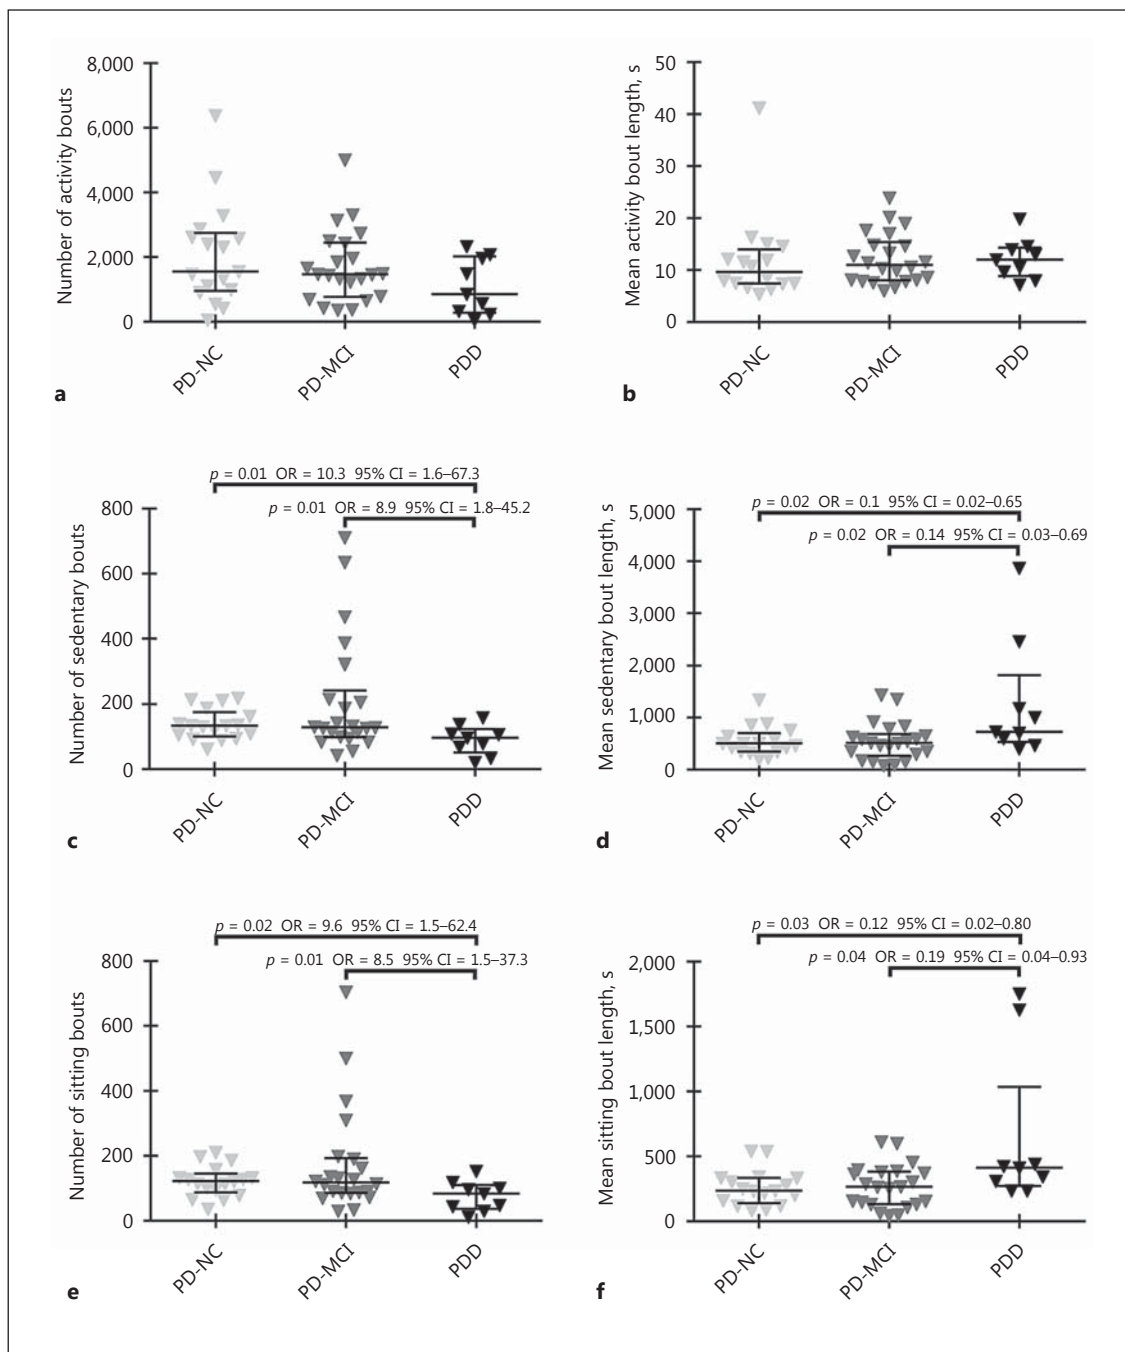 8,000
6,000
4,000
2,000
0
Number of activity bouts
PD-NC
PD-MCI
PDD
a
50
40
30
20
10
0
Mean activity bout length, s
PD-NC
PD-MCI
PDD
b
p = 0.01 OR = 10.3 95% CI = 1.6–67.3
p = 0.01 OR = 8.9 95% CI = 1.8–45.2
800
600
400
200
0
Number of sedentary bouts
PD-NC
PD-MCI
PDD
c
p = 0.02 OR = 0.1 95% CI = 0.02–0.65
p = 0.02 OR = 0.14 95% CI = 0.03–0.69
5,000
4,000
3,000
2,000
1,000
0
Mean sedentary bout length, s
PD-NC
PD-MCI
PDD
d
p = 0.02 OR = 9.6 95% CI = 1.5–62.4
p = 0.01 OR = 8.5 95% CI = 1.5–37.3
800
600
400
200
0
Number of sitting bouts
PD-NC
PD-MCI
PDD
e
p = 0.03 OR = 0.12 95% CI = 0.02–0.80
p = 0.04 OR = 0.19 95% CI = 0.04–0.93
2,000
1,500
1,000
500
0
Mean sitting bout length, s
PD-NC
PD-MCI
PDD
f